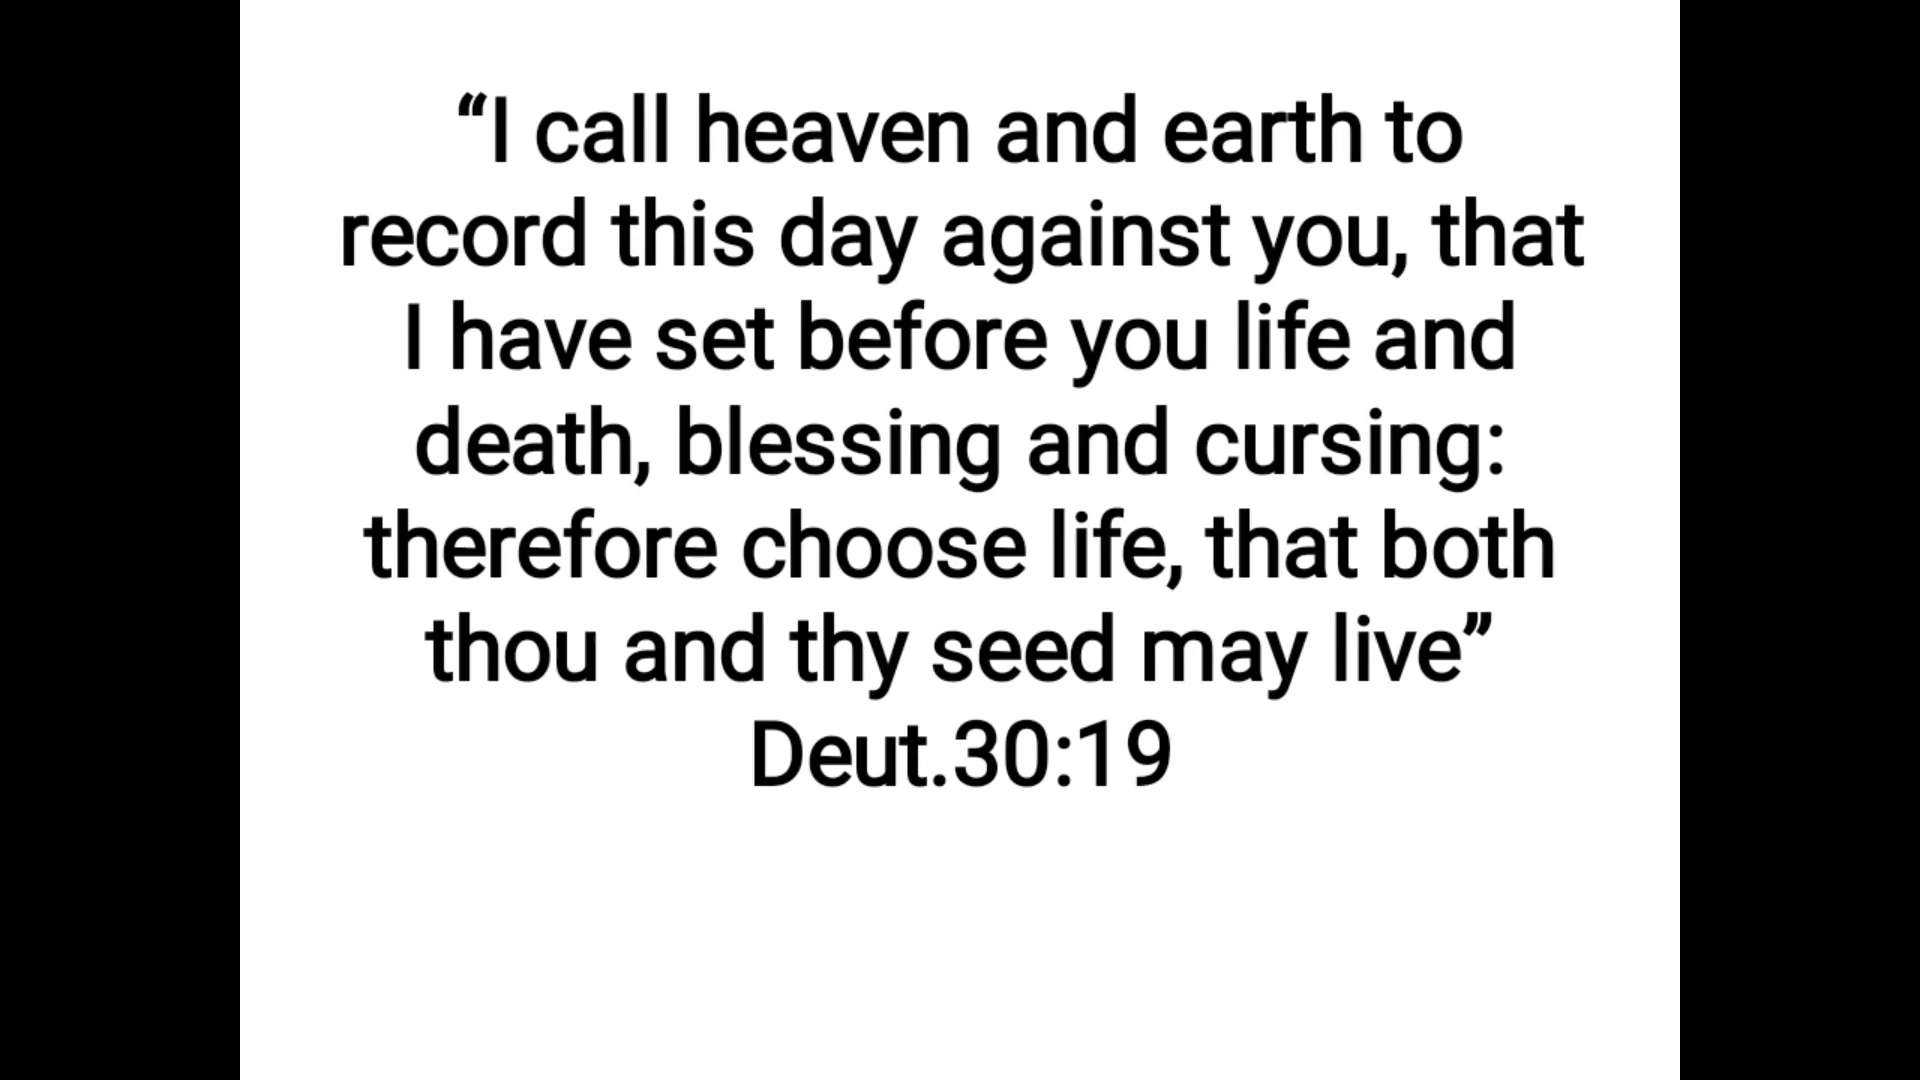 “I call heaven and earth to
record this day against you, that
I have set before you life and
death, blessing and cursing:
therefore choose life, that both
thou and thy seed may live”
Deut.30:19